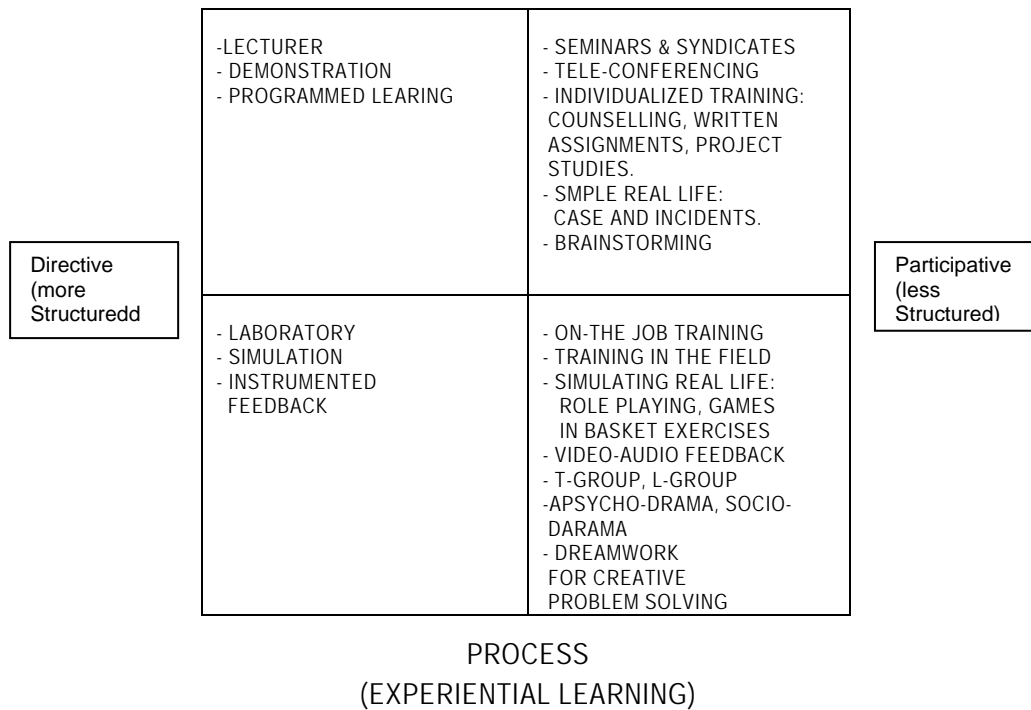 -LECTURER
- DEMONSTRATION
- PROGRAMMED LEARING
- SEMINARS & SYNDICATES
- TELE-CONFERENCING
- INDIVIDUALIZED TRAINING:
COUNSELLING, WRITTEN
ASSIGNMENTS, PROJECT
STUDIES.
- SMPLE REAL LIFE:
CASE AND INCIDENTS.
- BRAINSTORMING
Directive
(more
Structuredd
Participative
(less
Structured)
- LABORATORY
- SIMULATION
- INSTRUMENTED
FEEDBACK
- ON-THE JOB TRAINING
- TRAINING IN THE FIELD
- SIMULATING REAL LIFE:
ROLE PLAYING, GAMES
IN BASKET EXERCISES
- VIDEO-AUDIO FEEDBACK
- T-GROUP, L-GROUP
-APSYCHO-DRAMA, SOCIO-
DARAMA
- DREAMWORK
FOR CREATIVE
PROBLEM SOLVING
PROCESS
(EXPERIENTIAL LEARNING)